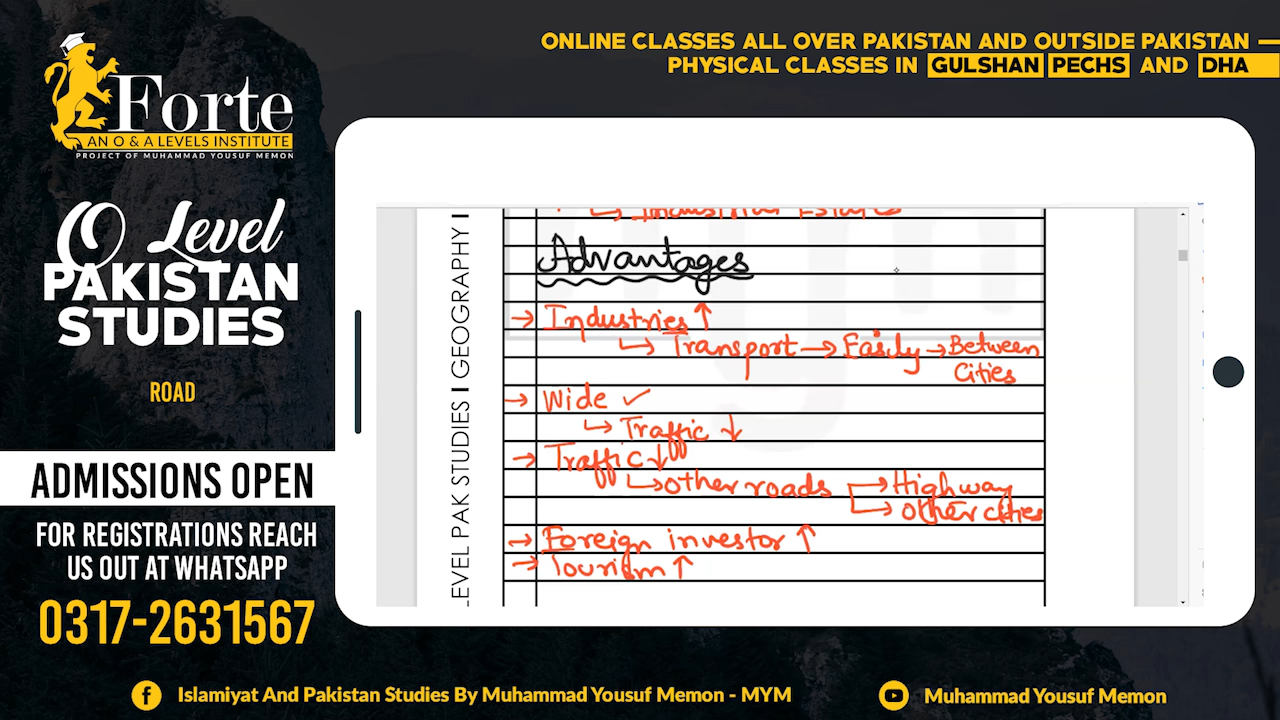 Forte
AN O & A LEVELS INSTITUTE
PROJECT OF MUHAMMAD YOUSUF MEMON
ONLINE CLASSES ALL OVER PAKISTAN AND OUTSIDE PAKISTAN
PHYSICAL CLASSES IN GULSHAN PECHS AND DHA
O Level
PAKISTAN
STUDIES
ROAD
ADMISSIONS OPEN
FOR REGISTRATIONS REACH
US OUT AT WHATSAPP
0317-2631567
LEVEL PAK STUDIES I GEOGRAPHY I
Advantages
→ Industries ↑
↳ Transport → Easily → Between
Cities
→ Wide ✓
↳ Traffic ↓
→ Traffic ↓
↳ other roads → Highway
→ other cities
→ Foreign investor ↑
→ Tourism ↑
Islamiyat And Pakistan Studies By Muhammad Yousuf Memon - MYM
Muhammad Yousuf Memon